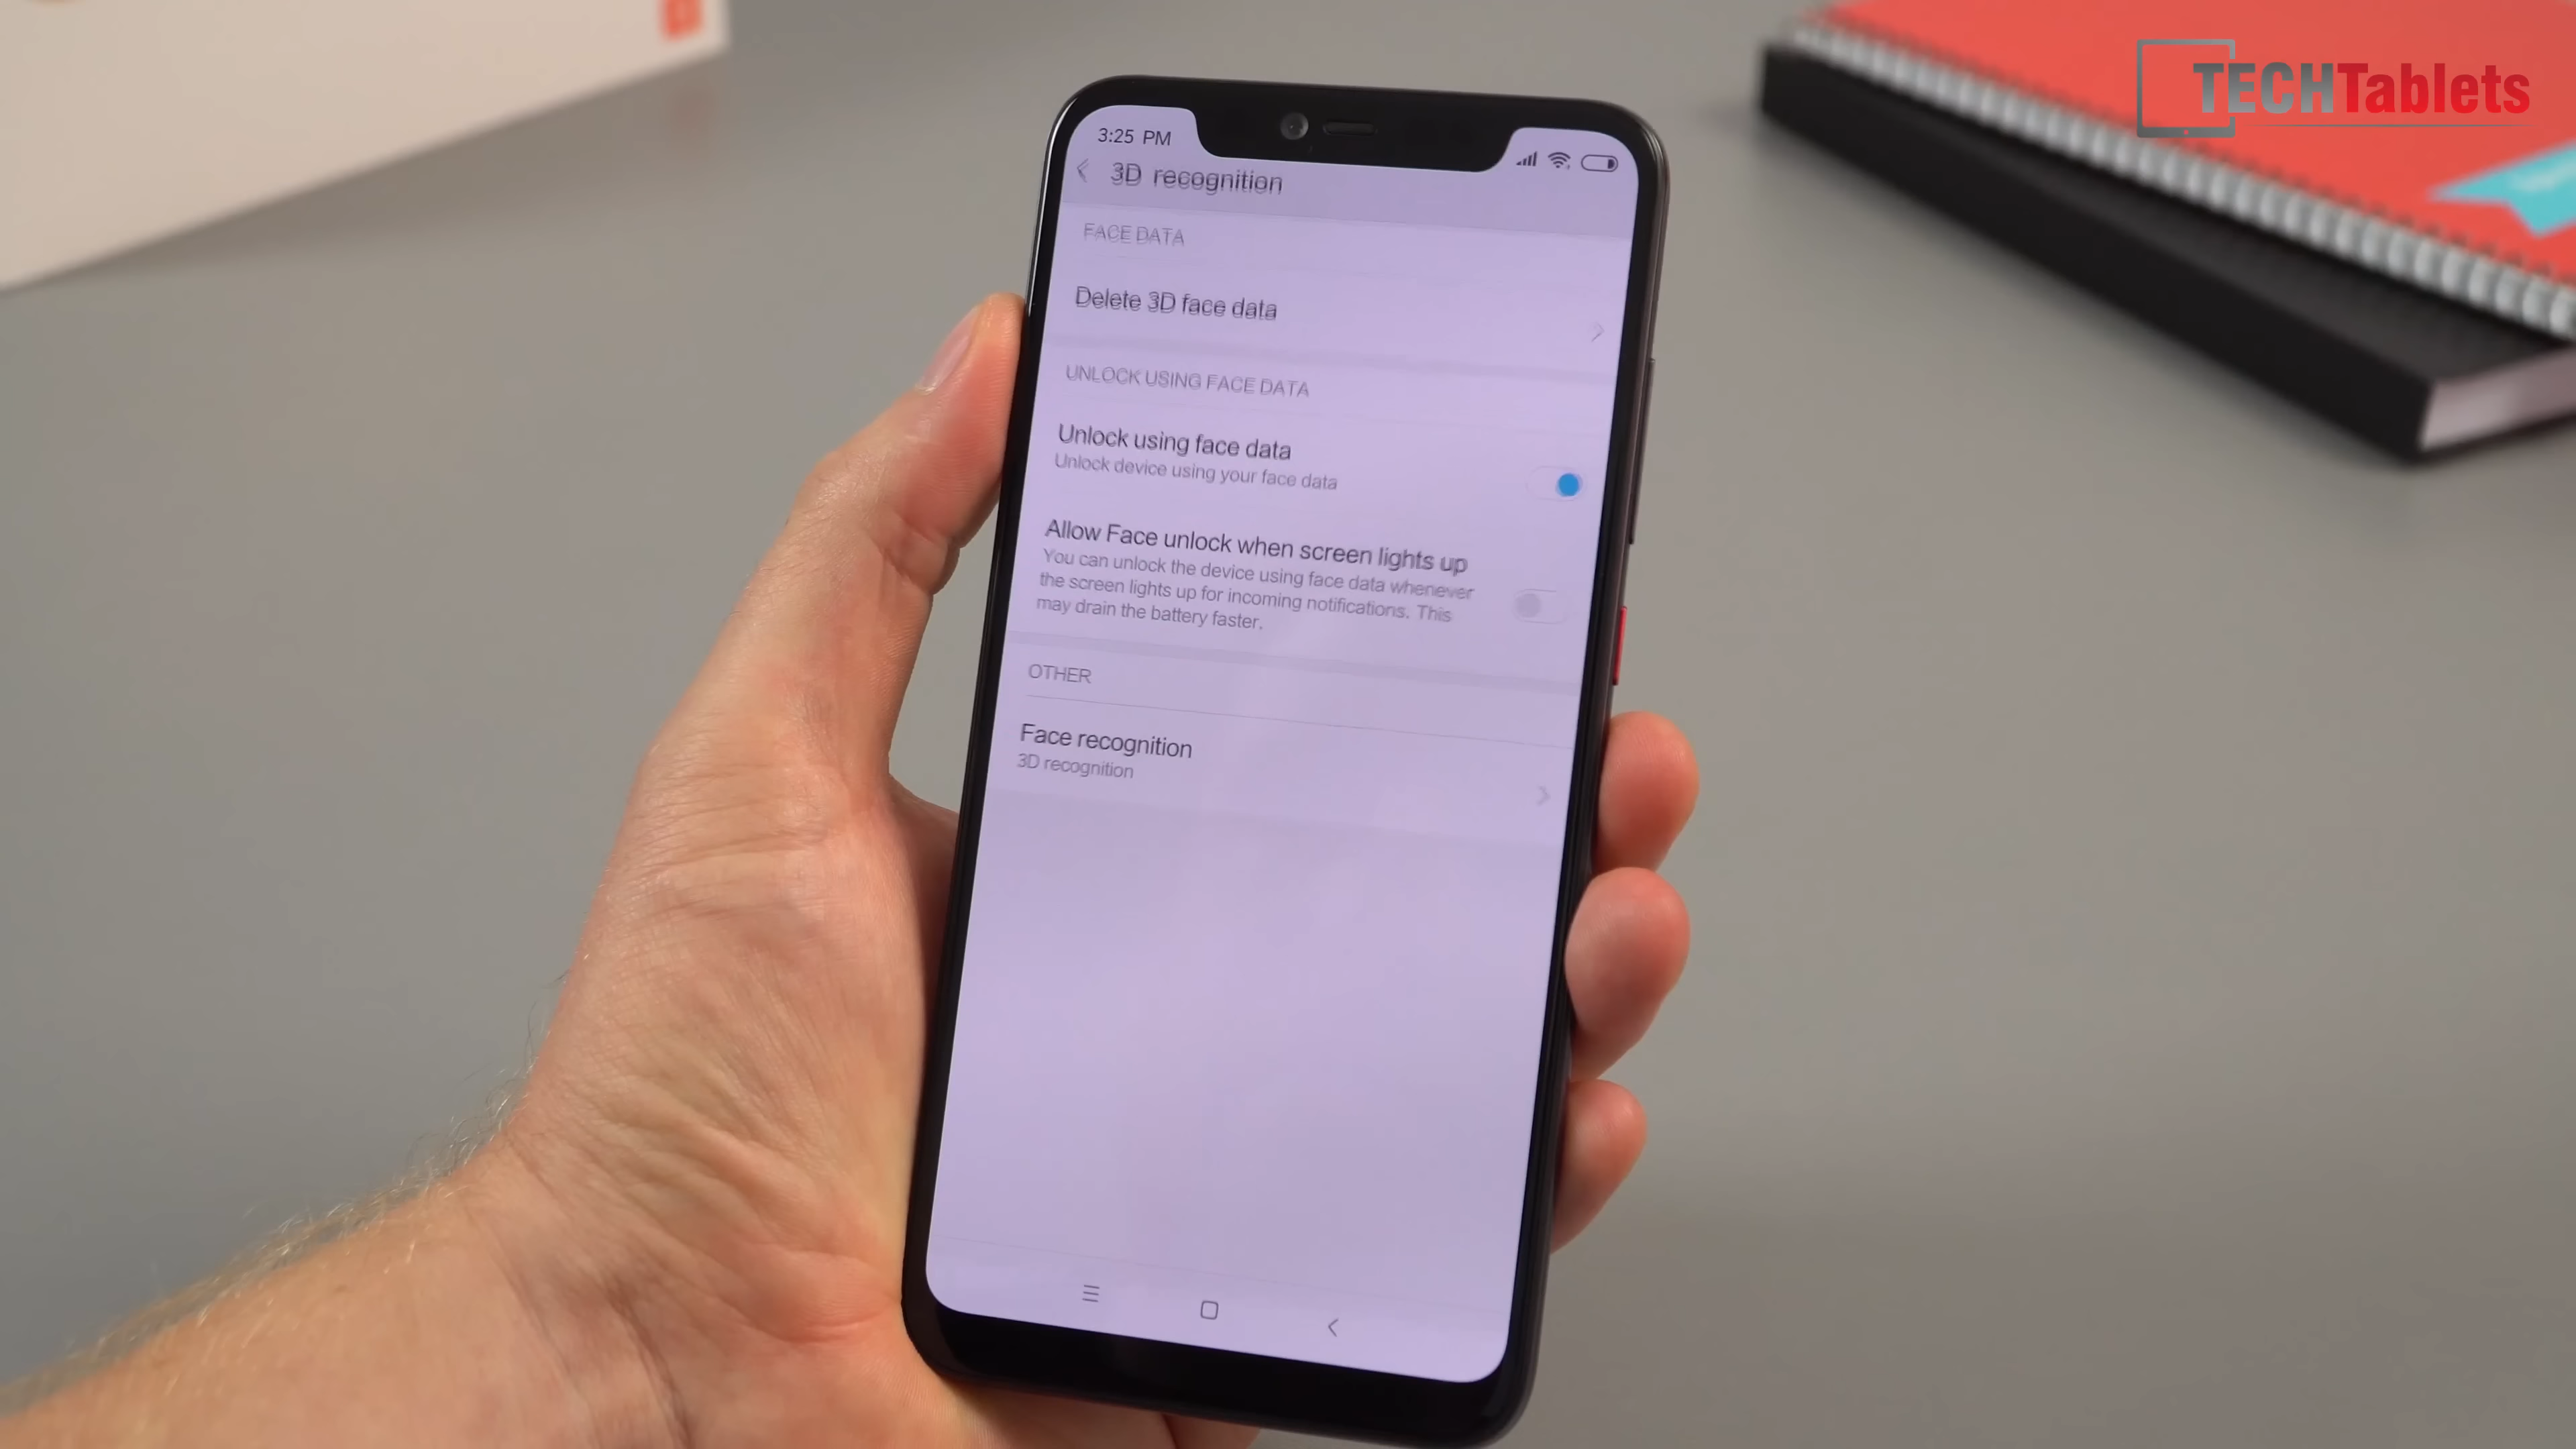 TECHTablets
3:25 PM
3D recognition
FACE DATA
Delete 3D face data
UNLOCK USING FACE DATA
Unlock using face data
Unlock device using your face data
Allow Face unlock when screen lights up
You can unlock the device using face data whenever
the screen lights up for incoming notifications. This
may drain the battery faster.
OTHER
Face recognition
3D recognition